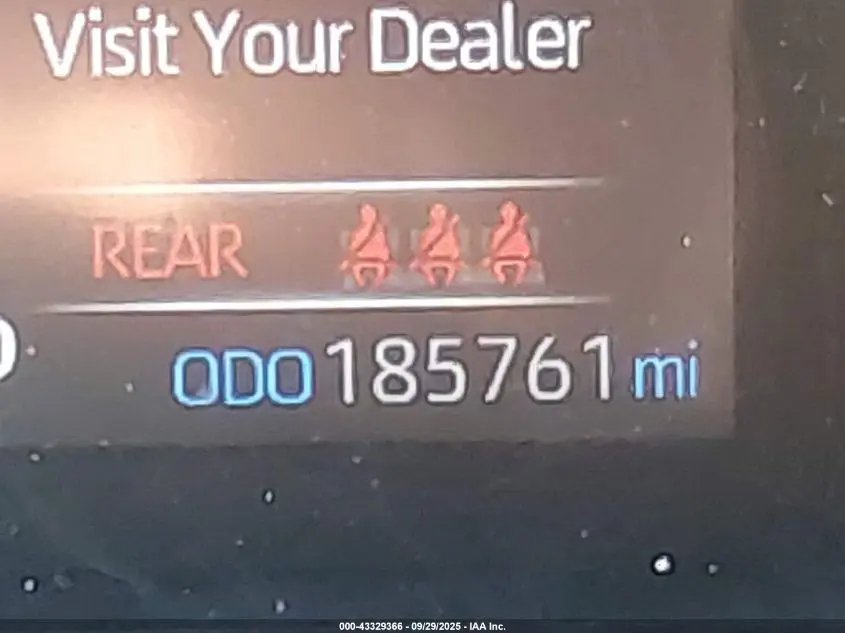 Visit Your Dealer
REAR
ODO 185761 mi
000-43329366 - 09/29/2025 - IAA Inc.